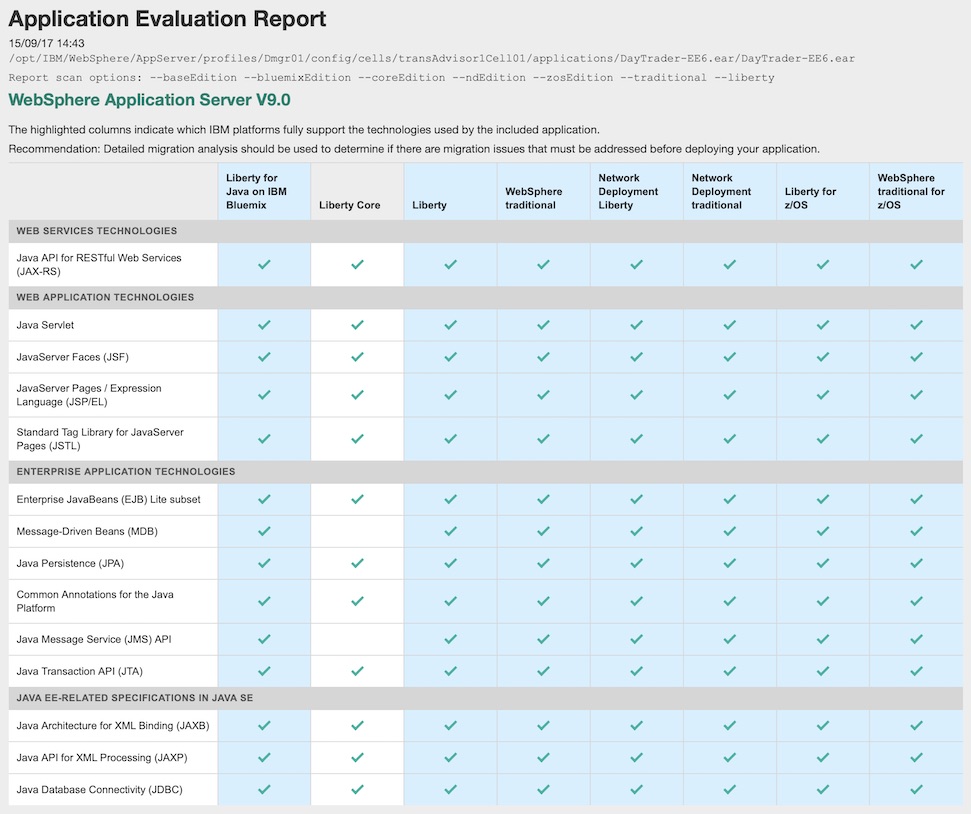 Application Evaluation Report
15/09/17 14:43
/opt/IBM/WebSphere/AppServer/profiles/Dmgr01/config/cells/transAdvisor1Cell01/applications/DayTrader-EE6.ear/DayTrader-EE6.ear
Report scan options: --baseEdition --bluemixEdition --coreEdition --ndEdition --zosEdition --traditional --liberty
WebSphere Application Server V9.0
The highlighted columns indicate which IBM platforms fully support the technologies used by the included application.
Recommendation: Detailed migration analysis should be used to determine if there are migration issues that must be addressed before deploying your application.
Liberty for
Java on IBM
Bluemix
Liberty Core
Liberty
WebSphere
traditional
Network
Deployment
Liberty
Network
Deployment
traditional
Liberty for
z/OS
WebSphere
traditional for
z/OS
WEB SERVICES TECHNOLOGIES
Java API for RESTful Web Services
(JAX-RS)
WEB APPLICATION TECHNOLOGIES
Java Servlet
JavaServer Faces (JSF)
JavaServer Pages / Expression
Language (JSP/EL)
Standard Tag Library for JavaServer
Pages (JSTL)
ENTERPRISE APPLICATION TECHNOLOGIES
Enterprise JavaBeans (EJB) Lite subset
Message-Driven Beans (MDB)
Java Persistence (JPA)
Common Annotations for the Java
Platform
Java Message Service (JMS) API
Java Transaction API (JTA)
JAVA EE-RELATED SPECIFICATIONS IN JAVA SE
Java Architecture for XML Binding (JAXB)
Java API for XML Processing (JAXP)
Java Database Connectivity (JDBC)